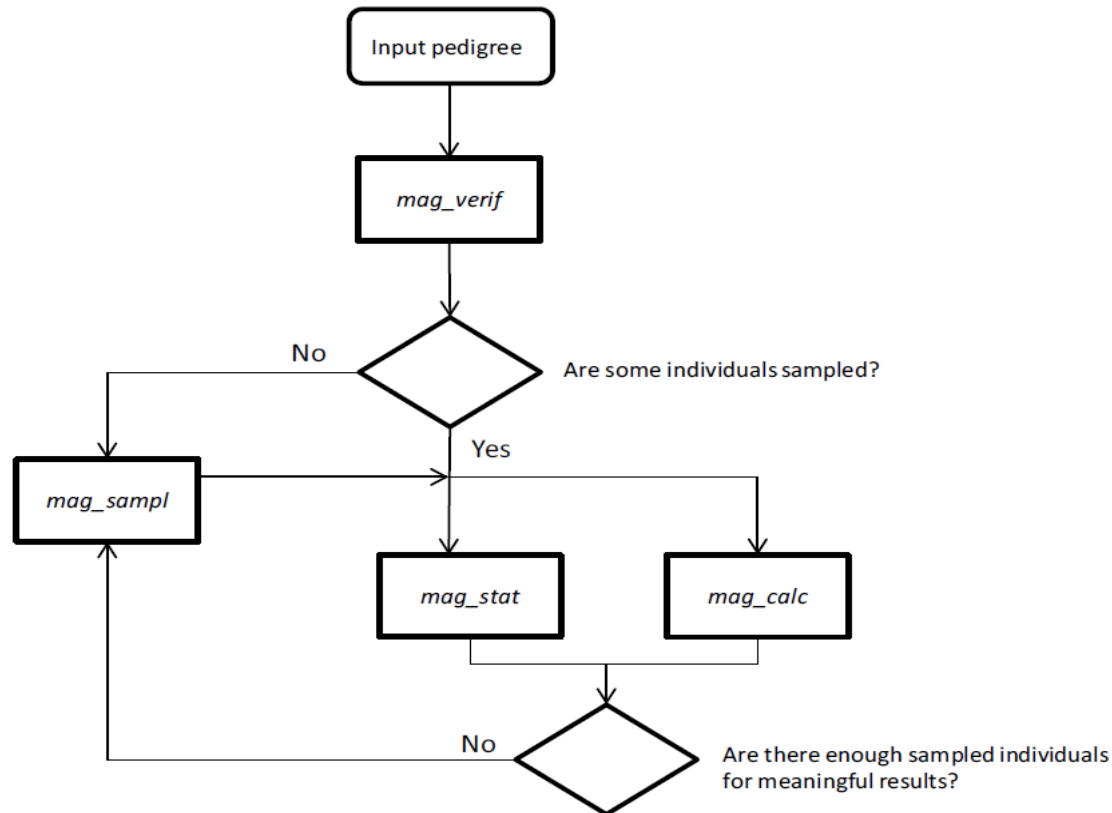 Input pedigree
mag_verif
No
Are some individuals sampled?
Yes
mag_sampl
mag_stat
mag_calc
No
Are there enough sampled individuals
for meaningful results?